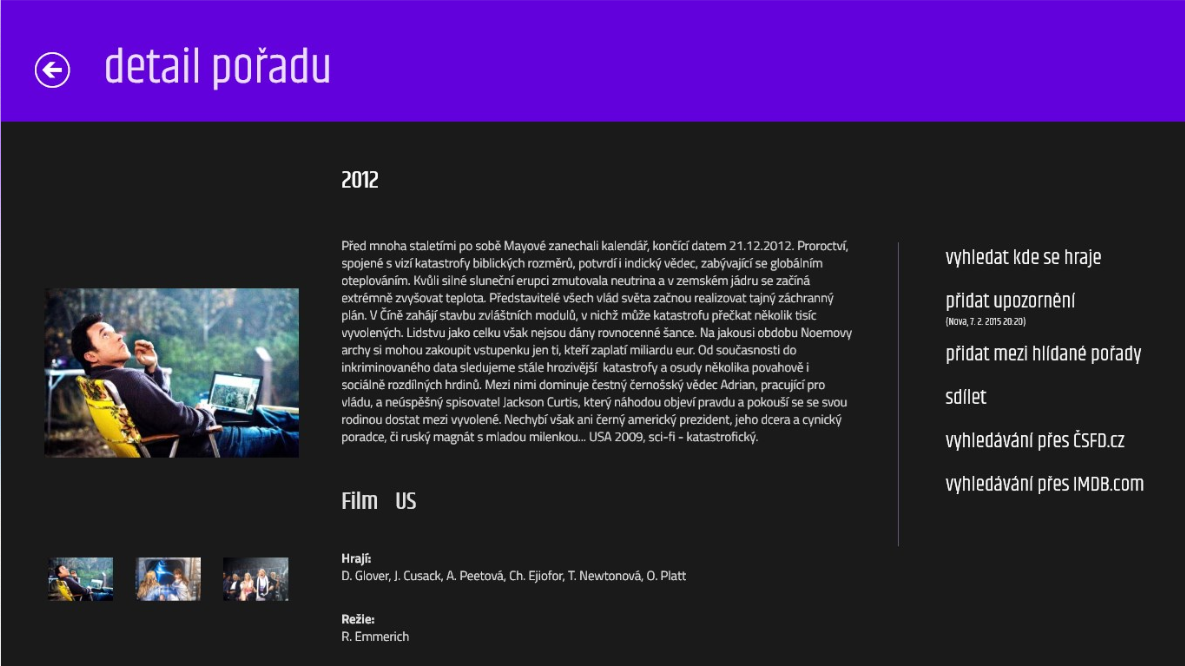 detail pořadu
2012
Před mnoha staletími po sobě Mayové zanechali kalendář, končící datem 21.12.2012. Proroctví,
spojené s vizí katastrofy biblických rozměrů, potvrdí i indický vědec, zabývající se globálním
oteplováním. Kvůli silné sluneční erupci zmutovala neutrina a v zemském jádru se začíná
extrémně zvyšovat teplota. Představitelé všech vlád světa začnou realizovat tajný záchranný
plán. V Číně zahájí stavbu zvláštních modulů, v nichž může katastrofu přečkat několik tisíc
vyvolených. Lidstvu jako celku však nejsou dány rovnocenné šance. Na jakousi obdobu Noemovy
archy si mohou zakoupit vstupenku jen ti, kteří zaplatí miliardu eur. Od současnosti do
inkriminovaného data sledujeme stále hrozivější katastrofy a osudy několika povahově i
sociálně rozdílných hrdinů. Mezi nimi dominuje čestný černošský vědec Adrian, pracující pro
vládu, a neúspěšný spisovatel Jackson Curtis, který náhodou objeví pravdu a pokouší se se svou
rodinou dostat mezi vyvolené. Nechybí však ani černý americký prezident, jeho dcera a cynický
poradce, či ruský magnát s mladou milenkou... USA 2009, sci-fi - katastrofický.
Film US
Hrají:
D. Glover, J. Cusack, A. Peetová, Ch. Ejiofor, T. Newtonová, O. Platt
Režie:
R. Emmerich
vyhledat kde se hraje
přidat upozornění
(Nova, 7. 2. 2015 20:20)
přidat mezi hlídané pořady
sdílet
vyhledávání přes ČSFD.cz
vyhledávání přes IMDB.com